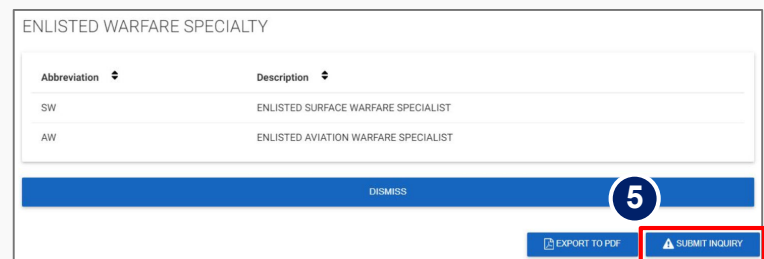 ENLISTED WARFARE SPECIALTY
Abbreviation Description
SW ENLISTED SURFACE WARFARE SPECIALIST
AW ENLISTED AVIATION WARFARE SPECIALIST
DISMISS
5
EXPORT TO PDF SUBMIT INQUIRY